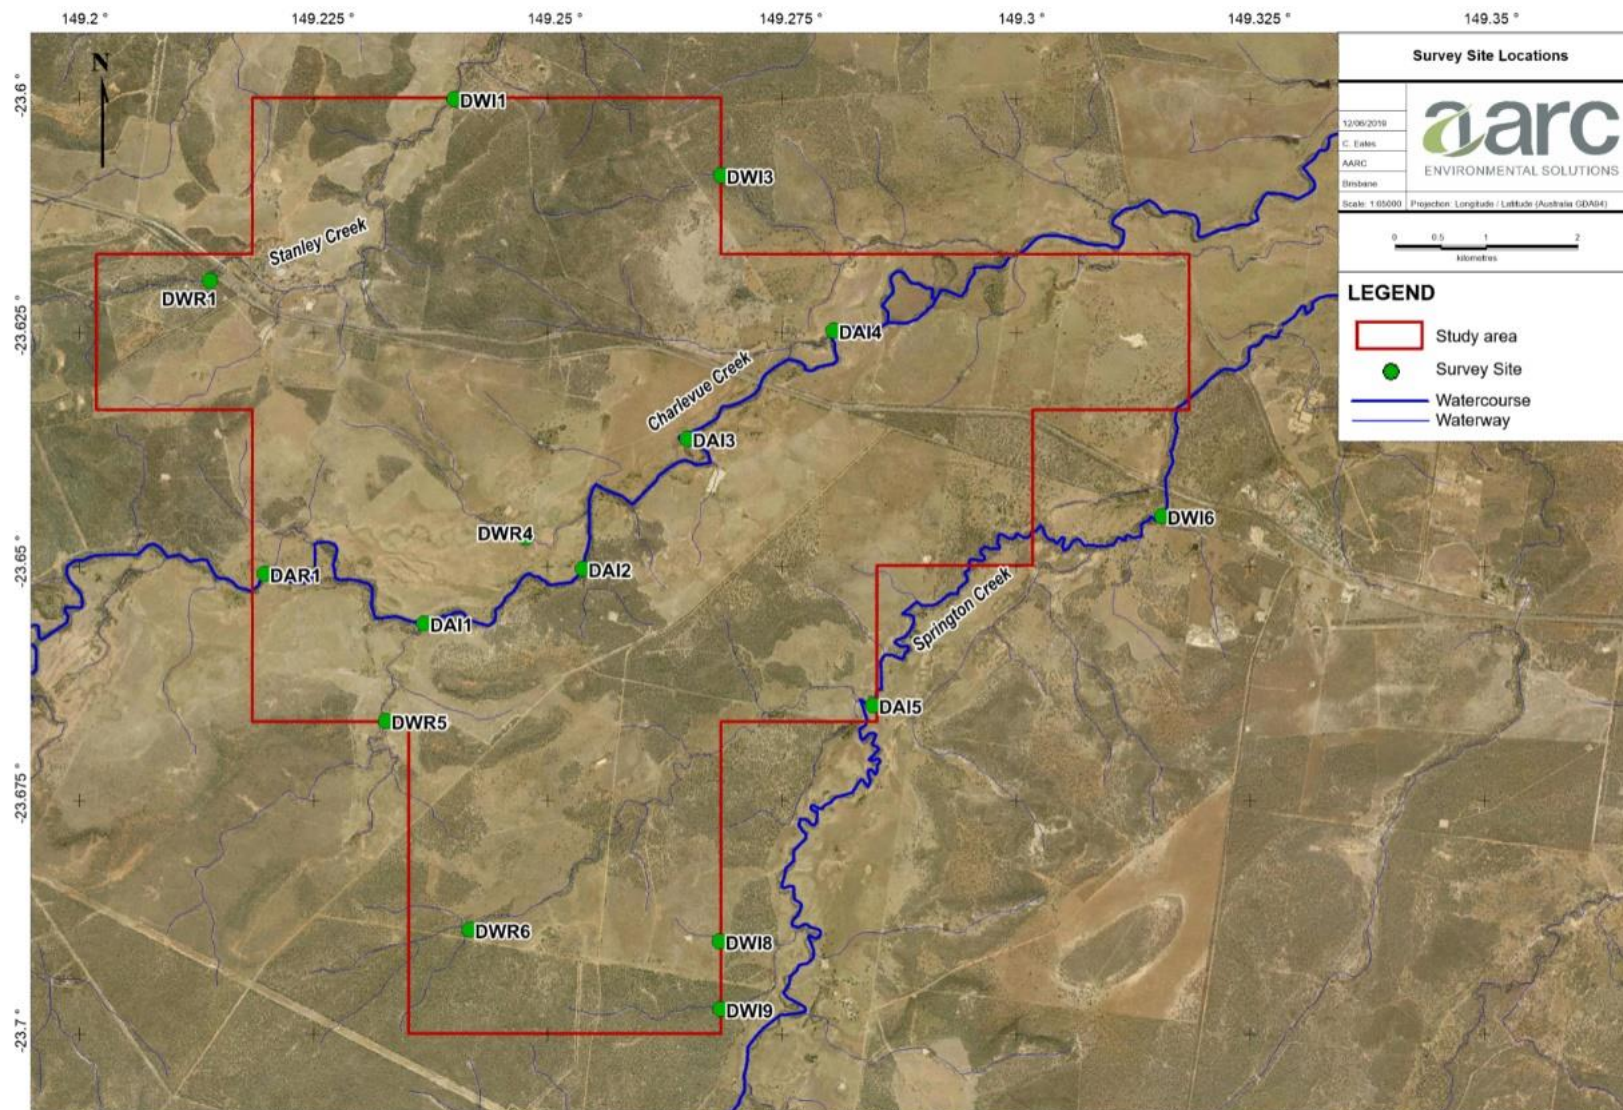 149.2 ° 149.225 ° 149.25 ° 149.275 ° 149.3 ° 149.325 ° 149.35 °
-23.6 °
-23.625 °
-23.65 °
-23.675 °
-23.7 °
N
DWI1
DWI3
Stanley Creek
DWR1
DAI4
Charlevue Creek
DAI3
DWI6
DWR4
DAR1
DAI2
Springton Creek
DAI1
DAI5
DWR5
DWR6
DWI8
DWI9
Survey Site Locations
12/06/2019
C. Eales
AARC
Brisbane
Scale: 1:65000
Projection: Longitude / Latitude (Australia GDA94)
aarc
ENVIRONMENTAL SOLUTIONS
0 0.5 1 2
kilometres
LEGEND
Study area
Survey Site
Watercourse
Waterway